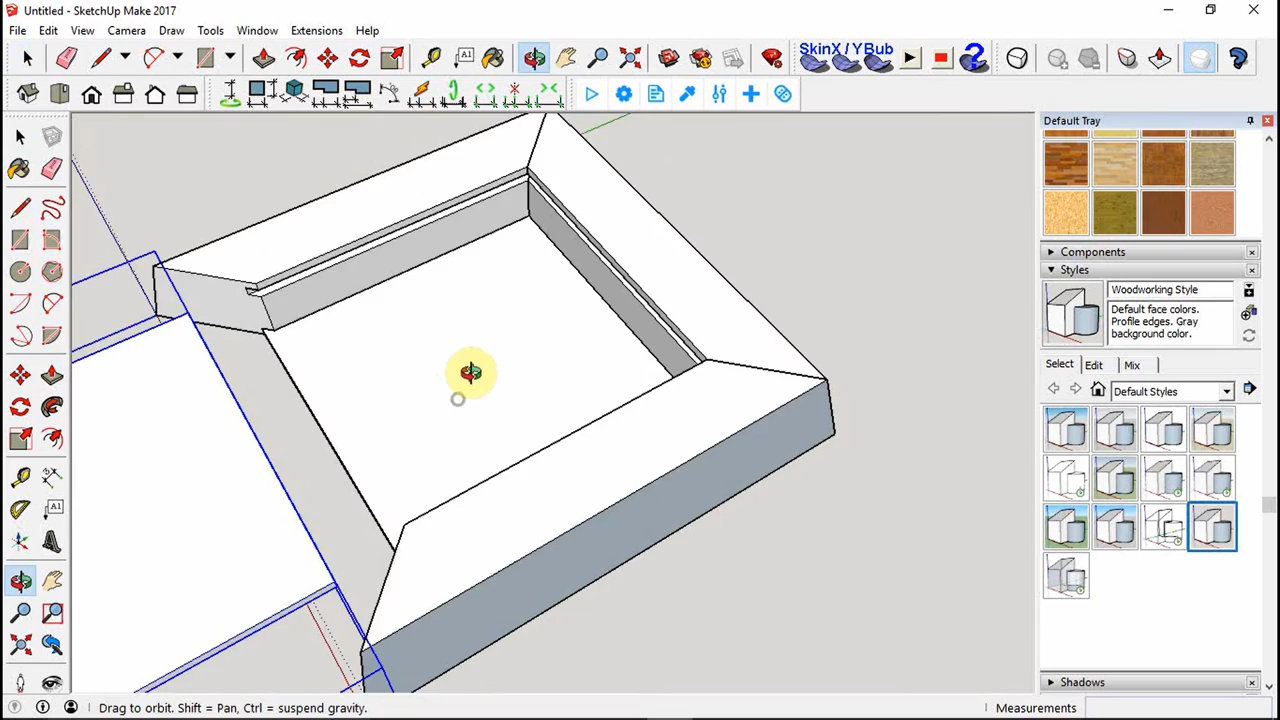 Untitled - SketchUp Make 2017
File Edit View Camera Draw Tools Window Extensions Help
A1
SkinX / YBub
?
Default Tray
A1
Components
Styles
Woodworking Style
Default face colors.
Profile edges. Gray
background color.
Select Edit Mix
Default Styles
Shadows
Drag to orbit. Shift = Pan, Ctrl = suspend gravity.
Measurements